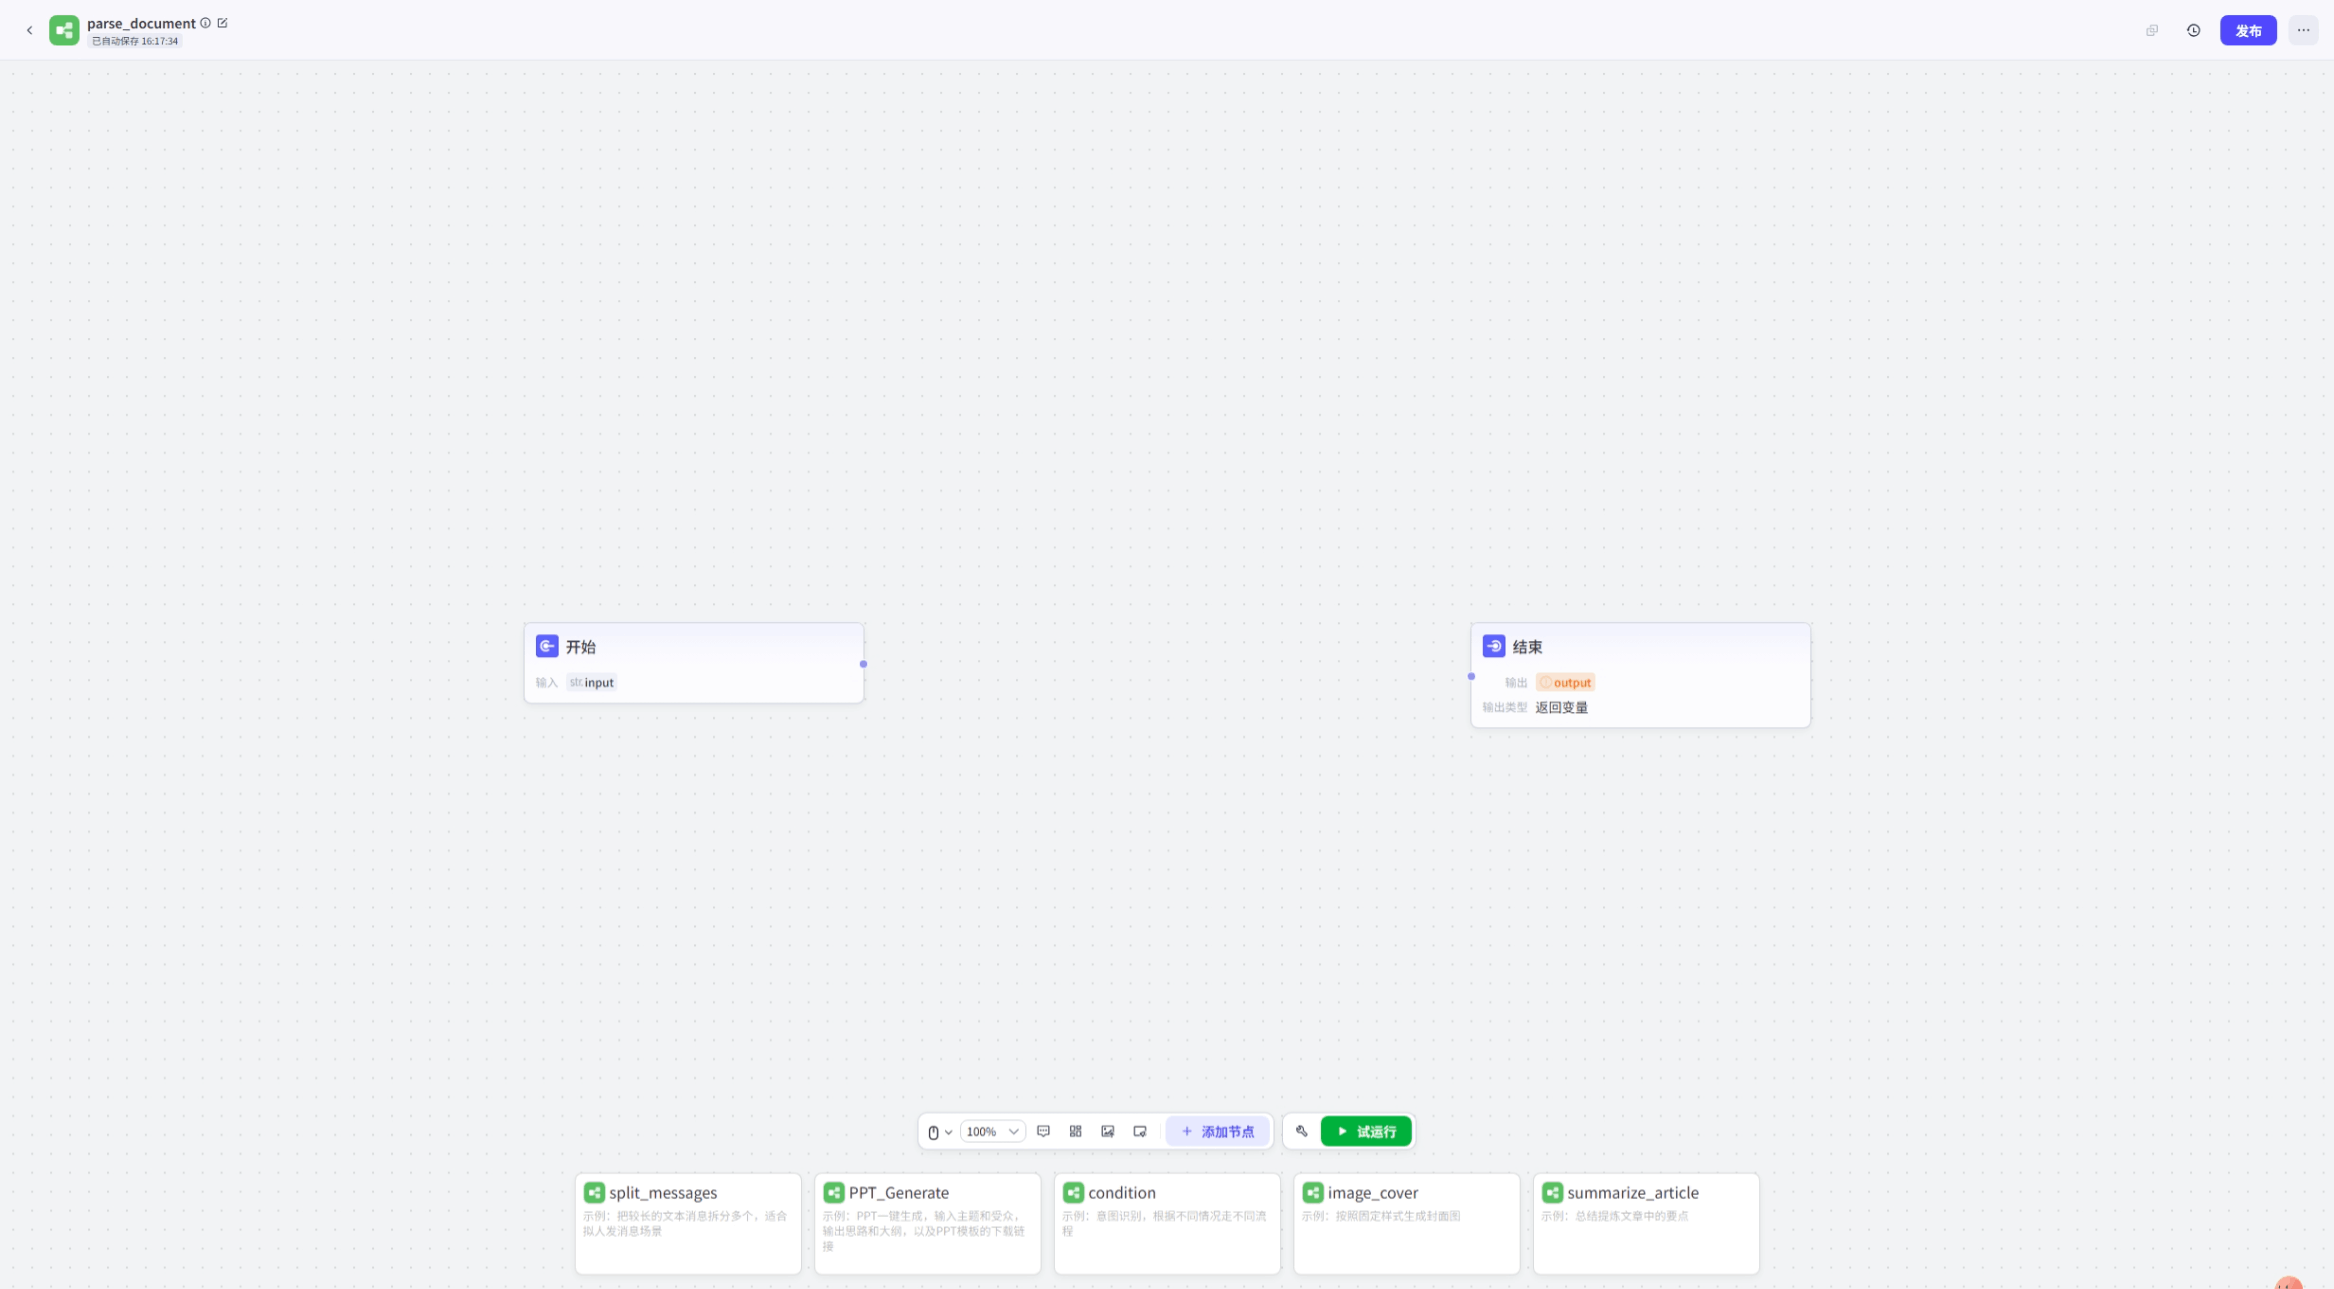 parse_document
已自动保存 16:17:34
发布
开始
输入 str. input
结束
输出 output
输出类型 返回变量
100%
添加节点
试运行
split_messages
示例：把较长的文本消息拆分多个，适合
拟人发消息场景
PPT_Generate
示例：PPT一键生成，输入主题和受众，
输出思路和大纲，以及PPT模板的下载链
接
condition
示例：意图识别，根据不同情况走不同流
程
image_cover
示例：按照固定样式生成封面图
summarize_article
示例：总结提炼文章中的要点